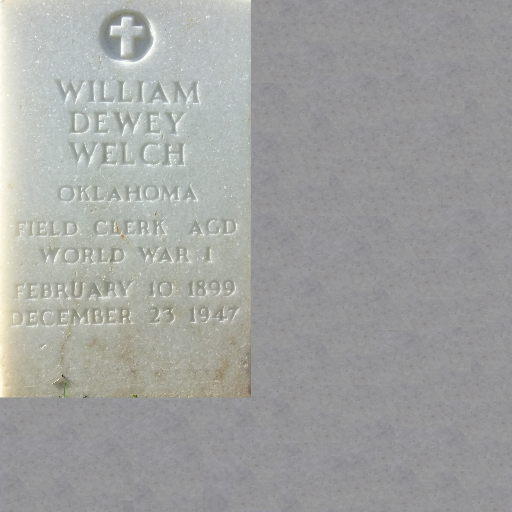 WILLIAM
DEWEY
WELCH
OKLAHOMA
FIELD CLERK AGD
WORLD WAR I
FEBRUARY 10 1899
DECEMBER 23 1947